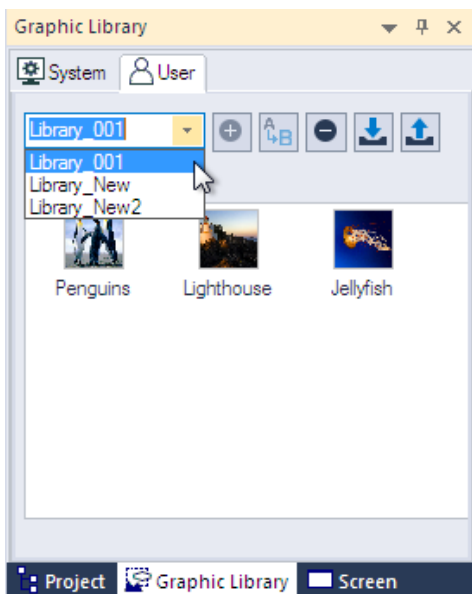 Graphic Library
System User
Library_001
A B
Library_001
Library_New
Library_New2
Penguins Lighthouse Jellyfish
Project Graphic Library Screen